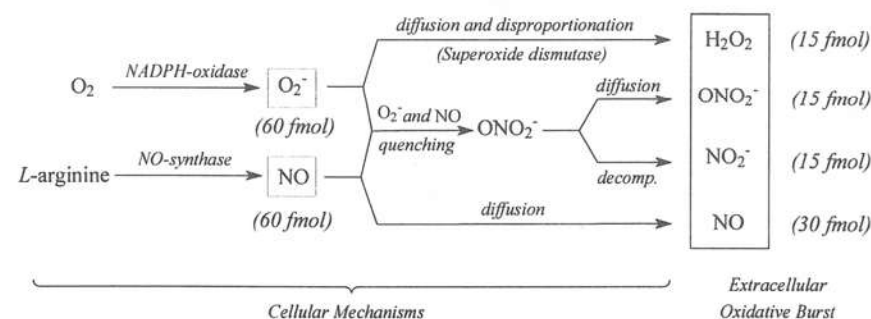 diffusion and disproportionation
(Superoxide dismutase)
H₂O₂ (15 fmol)
O₂ NADPH-oxidase O₂⁻
(60 fmol)
diffusion
ONO₂⁻ (15 fmol)
O₂⁻ and NO
quenching
ONO₂⁻
L-arginine NO-synthase NO
(60 fmol)
decomp.
NO₂⁻ (15 fmol)
diffusion
NO (30 fmol)
Cellular Mechanisms
Extracellular
Oxidative Burst